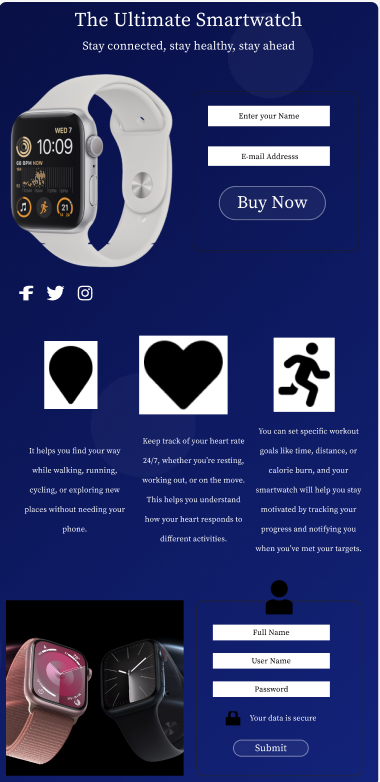 The Ultimate Smartwatch
Stay connected, stay healthy, stay ahead
WED 7
10:09
68 BPM NOW
21
Enter your Name
E-mail Addresss
Buy Now
It helps you find your way
while walking, running,
cycling, or exploring new
places without needing your
phone.
Keep track of your heart rate
24/7, whether you're resting,
working out, or on the move.
This helps you understand
how your heart responds to
different activities.
You can set specific workout
goals like time, distance, or
calorie burn, and your
smartwatch will help you stay
motivated by tracking your
progress and notifying you
when you've met your targets.
Full Name
User Name
Password
Your data is secure
Submit